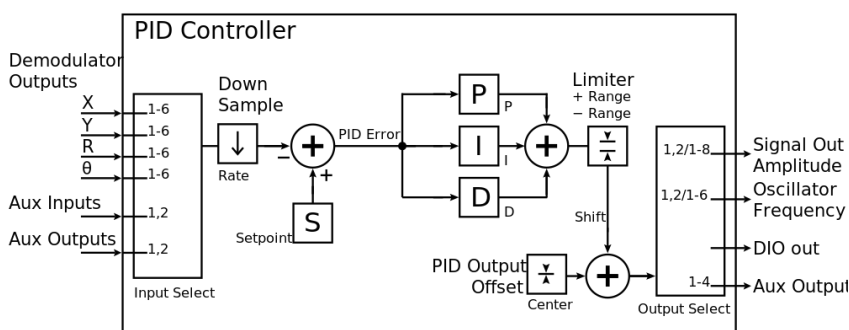 PID Controller
Demodulator
Outputs
X
Y
R
θ
Aux Inputs
Aux Outputs
1-6
1-6
1-6
1-6
1,2
1,2
Input Select
Down
Sample
↓
Rate
−
+
+
PID Error
S
Setpoint
P
P
I
I
D
D
+
Limiter
+ Range
− Range
Shift
PID Output
Offset
Center
+
1,2/1-8
1,2/1-6
1-4
Output Select
Signal Out
Amplitude
Oscillator
Frequency
DIO out
Aux Output